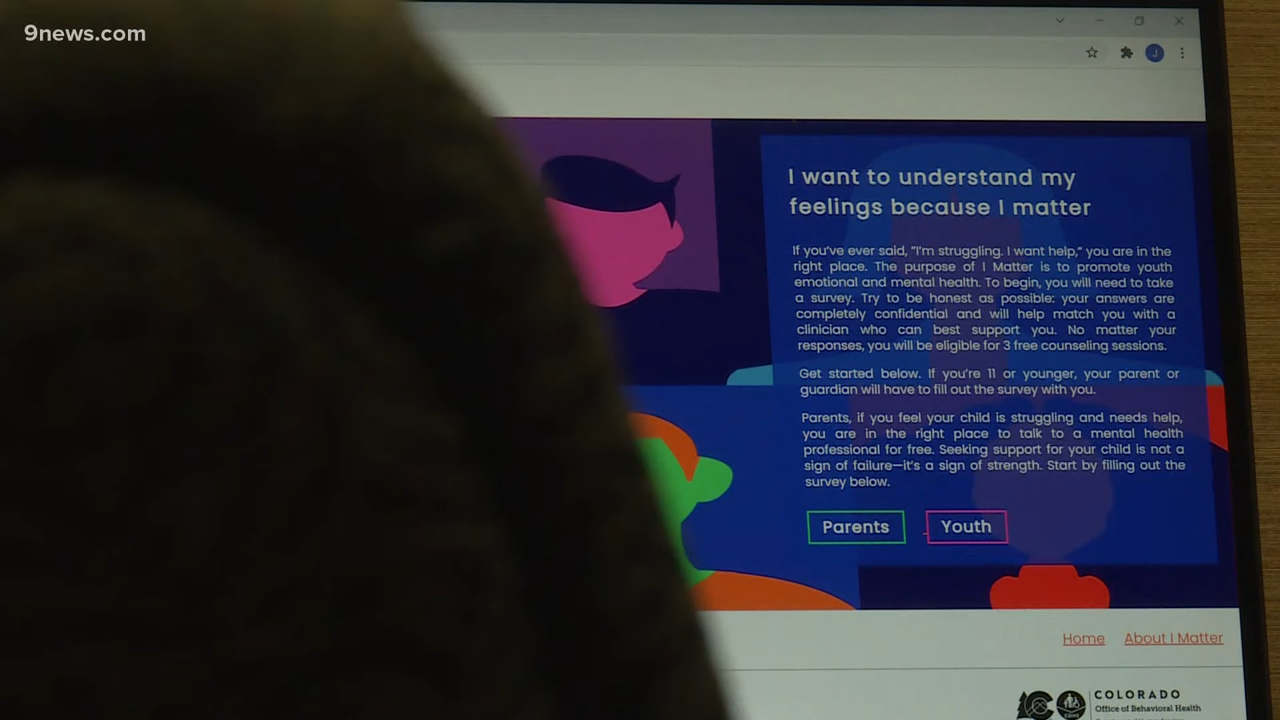 9news.com
J
I want to understand my
feelings because I matter
If you've ever said, "I'm struggling. I want help," you are in the
right place. The purpose of I Matter is to promote youth
emotional and mental health. To begin, you will need to take
a survey. Try to be honest as possible: your answers are
completely confidential and will help match you with a
clinician who can best support you. No matter your
responses, you will be eligible for 3 free counseling sessions.
Get started below. If you're 11 or younger, your parent or
guardian will have to fill out the survey with you.
Parents, if you feel your child is struggling and needs help,
you are in the right place to talk to a mental health
professional for free. Seeking support for your child is not a
sign of failure—it's a sign of strength. Start by filling out the
survey below.
Parents Youth
Home About I Matter
COLORADO
Office of Behavioral Health